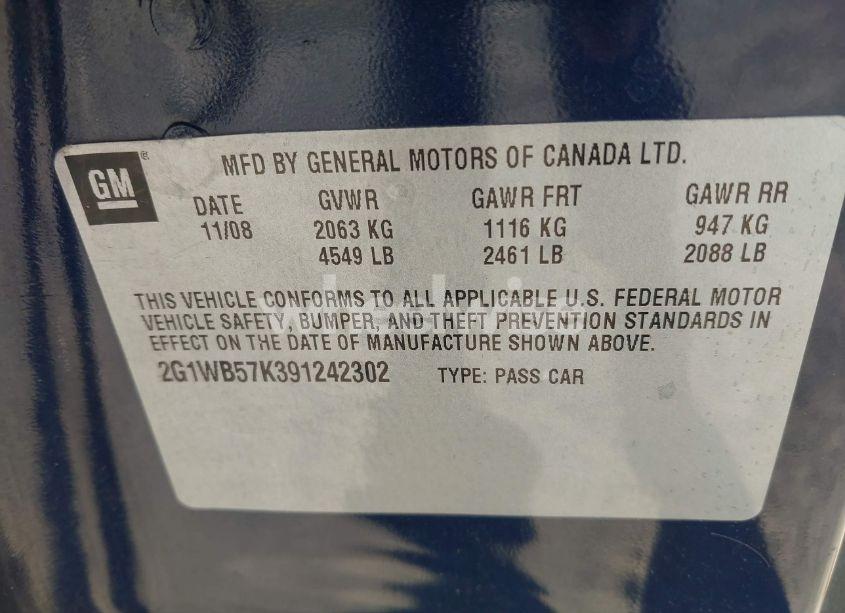 GM
MFD BY GENERAL MOTORS OF CANADA LTD.
DATE GVWR GAWR FRT GAWR RR
11/08 2063 KG 1116 KG 947 KG
4549 LB 2461 LB 2088 LB
THIS VEHICLE CONFORMS TO ALL APPLICABLE U.S. FEDERAL MOTOR
VEHICLE SAFETY, BUMPER, AND THEFT PREVENTION STANDARDS IN
EFFECT ON THE DATE OF MANUFACTURE SHOWN ABOVE.
2G1WB57K391242302 TYPE: PASS CAR